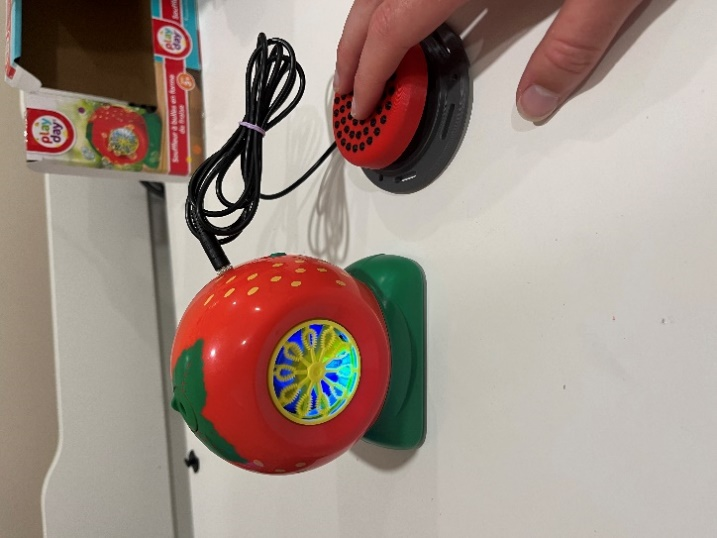 play
day
play
day
Souffleur à bulles en forme
de fraise